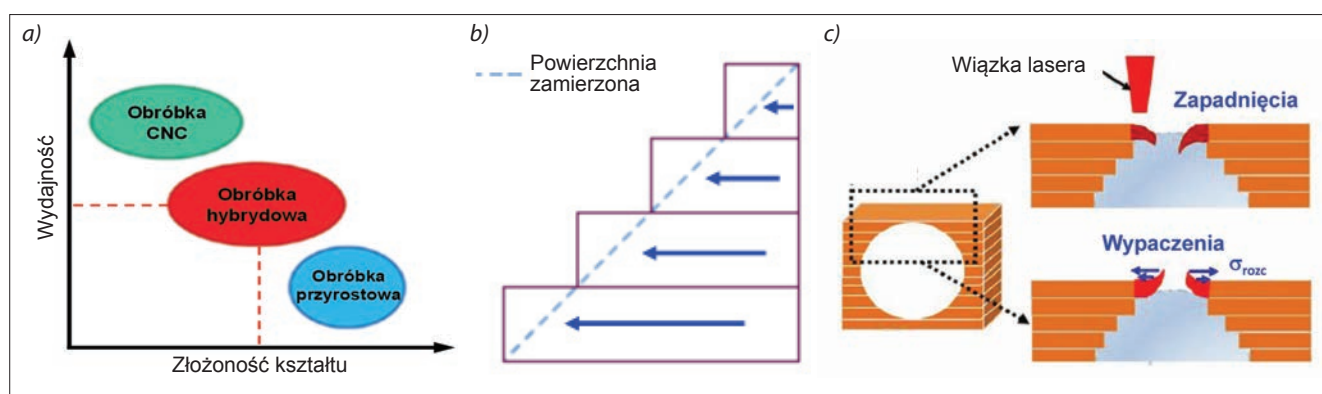 a)
Wydajność
Obróbka
CNC
Obróbka
hybrydowa
Obróbka
przyrostowa
Złożoność kształtu
b)
Powierzchnia
zamierzona
c)
Wiązka lasera
Zapadnięcia
Wypaczenia
σrozc